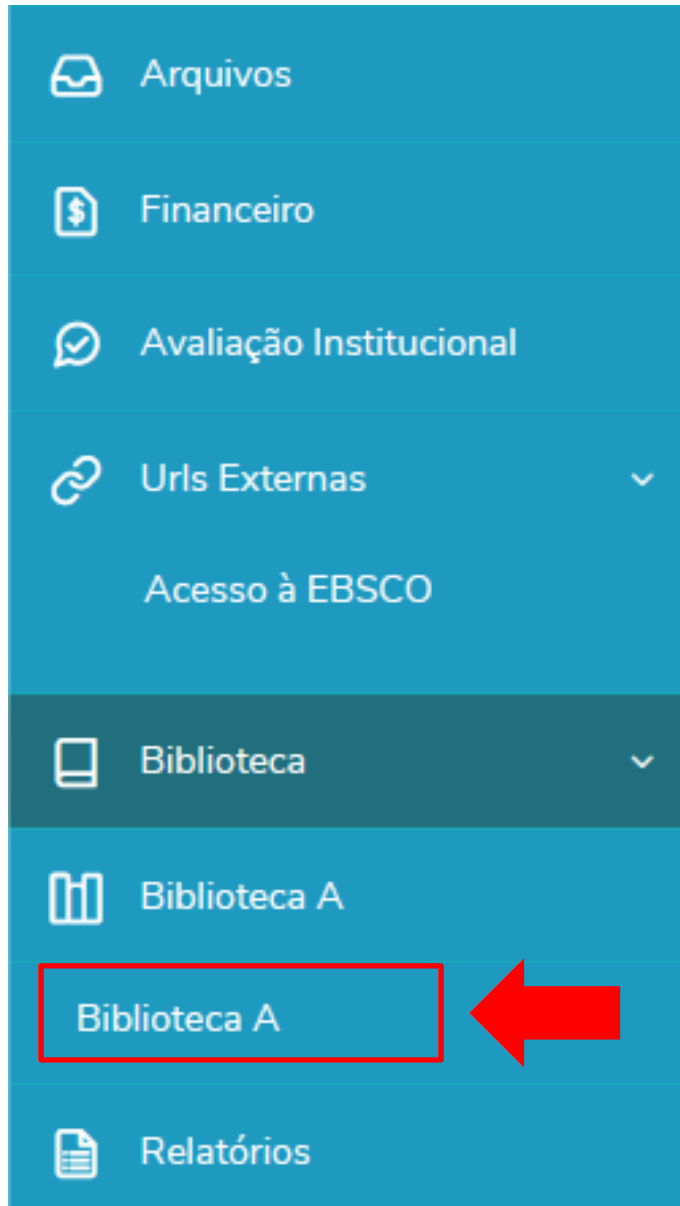 Arquivos
Financeiro
Avaliação Institucional
Urls Externas
Acesso à EBSCO
Biblioteca
Biblioteca A
Biblioteca A
Relatórios